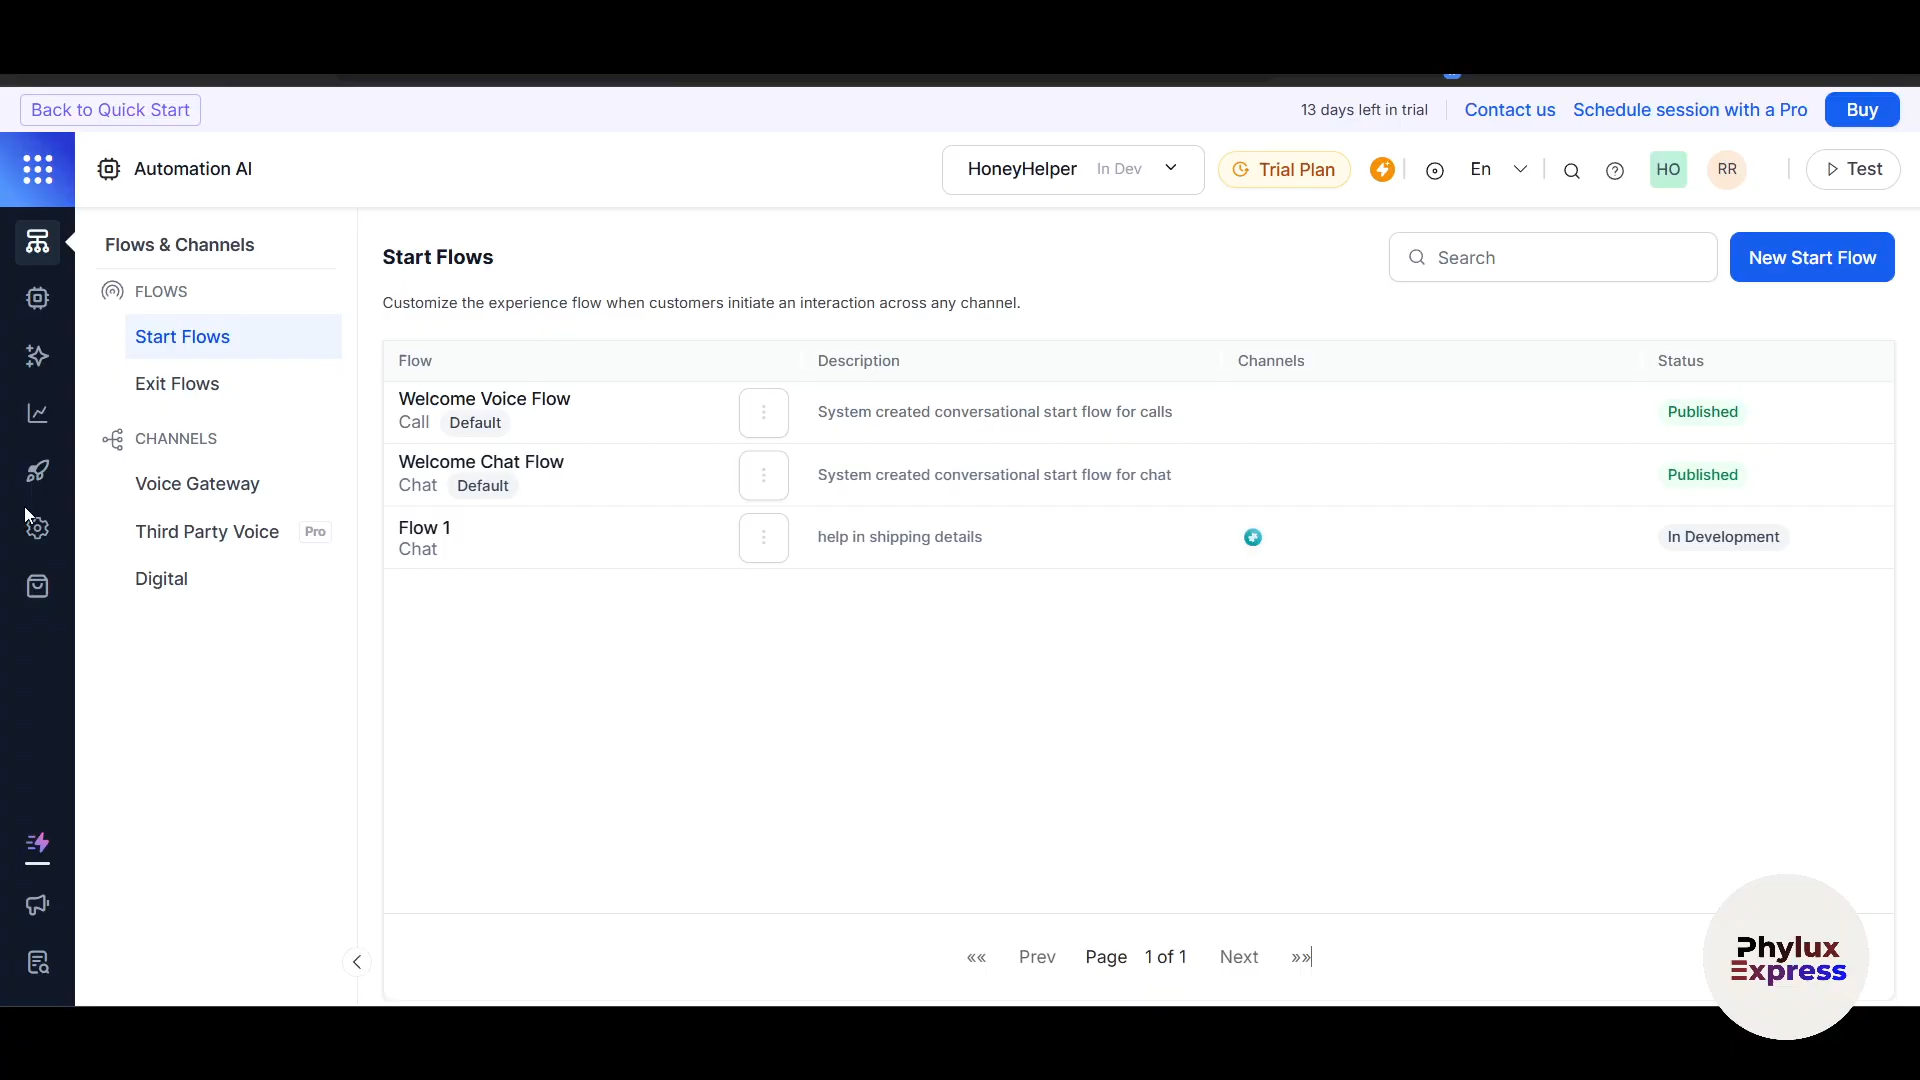 Back to Quick Start
13 days left in trial
Contact us
Schedule session with a Pro
Buy
Automation AI
HoneyHelper In Dev
Trial Plan
En
HO
RR
Test
Flows & Channels
FLOWS
Start Flows
Exit Flows
CHANNELS
Voice Gateway
Third Party Voice Pro
Digital
Start Flows
Search
New Start Flow
Customize the experience flow when customers initiate an interaction across any channel.
Flow Description Channels Status
Welcome Voice Flow
Call Default
System created conversational start flow for calls
Published
Welcome Chat Flow
Chat Default
System created conversational start flow for chat
Published
Flow 1
Chat
help in shipping details
In Development
«« Prev Page 1 of 1 Next »»
Phylux
Express